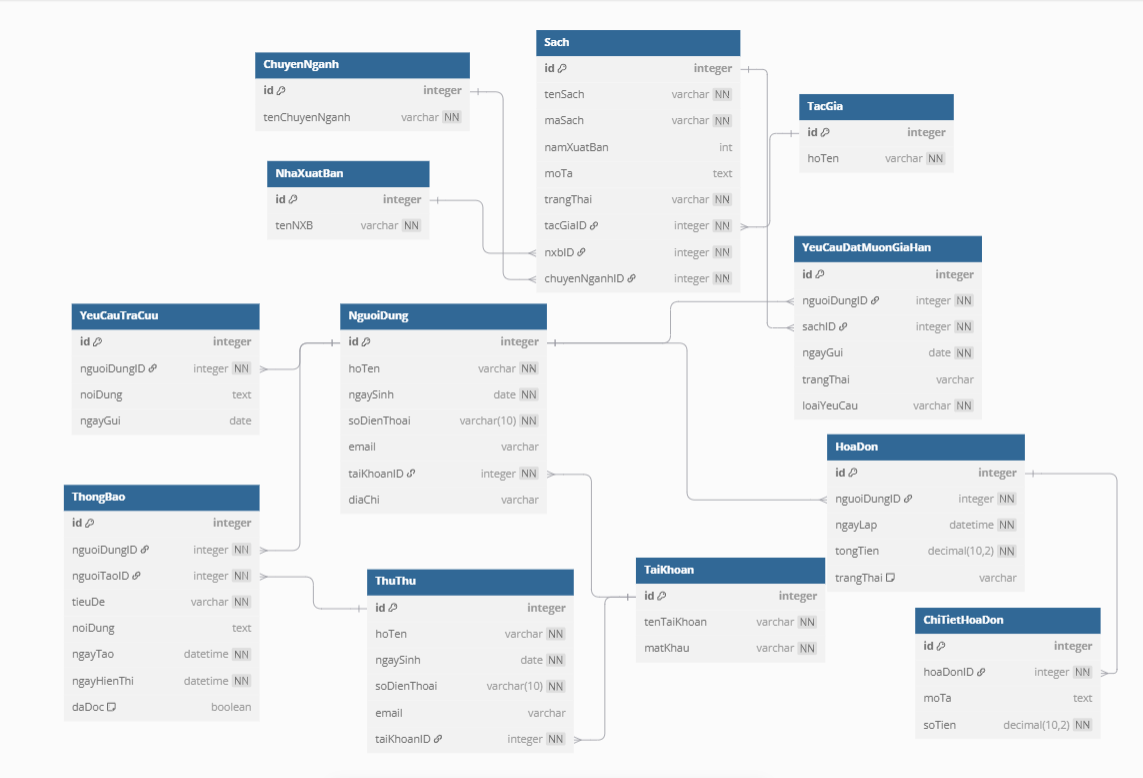 ChuyenNganh
id integer
tenChuyenNganh varchar NN
NhaXuatBan
id integer
tenNXB varchar NN
Sach
id integer
tenSach varchar NN
maSach varchar NN
namXuatBan int
moTa text
trangThai varchar NN
tacGiaID integer NN
nxbID integer NN
chuyenNganhID integer NN
TacGia
id integer
hoTen varchar NN
YeuCauDatMuonGiaHan
id integer
nguoiDungID integer NN
sachID integer NN
ngayGui date NN
trangThai varchar
loaiYeuCau varchar NN
YeuCauTraCuu
id integer
nguoiDungID integer NN
noiDung text
ngayGui date
NguoiDung
id integer
hoTen varchar NN
ngaySinh date NN
soDienThoai varchar(10) NN
email varchar
taiKhoanID integer NN
diaChi varchar
HoaDon
id integer
nguoiDungID integer NN
ngayLap datetime NN
tongTien decimal(10,2) NN
trangThai varchar
ThongBao
id integer
nguoiDungID integer NN
nguoiTaoID integer NN
tieuDe varchar NN
noiDung text
ngayTao datetime NN
ngayHienThi datetime NN
daDoc boolean
ThuThu
id integer
hoTen varchar NN
ngaySinh date NN
soDienThoai varchar(10) NN
email varchar
taiKhoanID integer NN
TaiKhoan
id integer
tenTaiKhoan varchar NN
matKhau varchar NN
ChiTietHoaDon
id integer
hoaDonID integer NN
moTa text
soTien decimal(10,2) NN